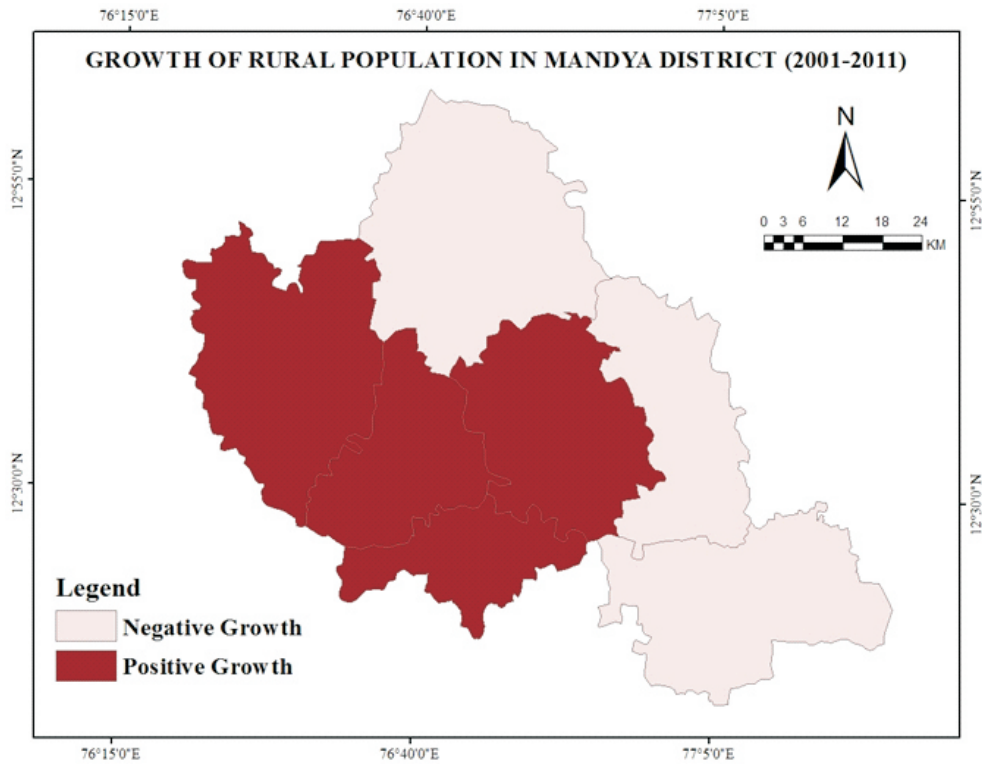 76°15'0"E 76°40'0"E 77°5'0"E
GROWTH OF RURAL POPULATION IN MANDYA DISTRICT (2001-2011)
N
12°55'0"N
12°55'0"N
0 3 6 12 18 24
KM
12°30'0"N
12°30'0"N
Legend
Negative Growth
Positive Growth
76°15'0"E 76°40'0"E 77°5'0"E